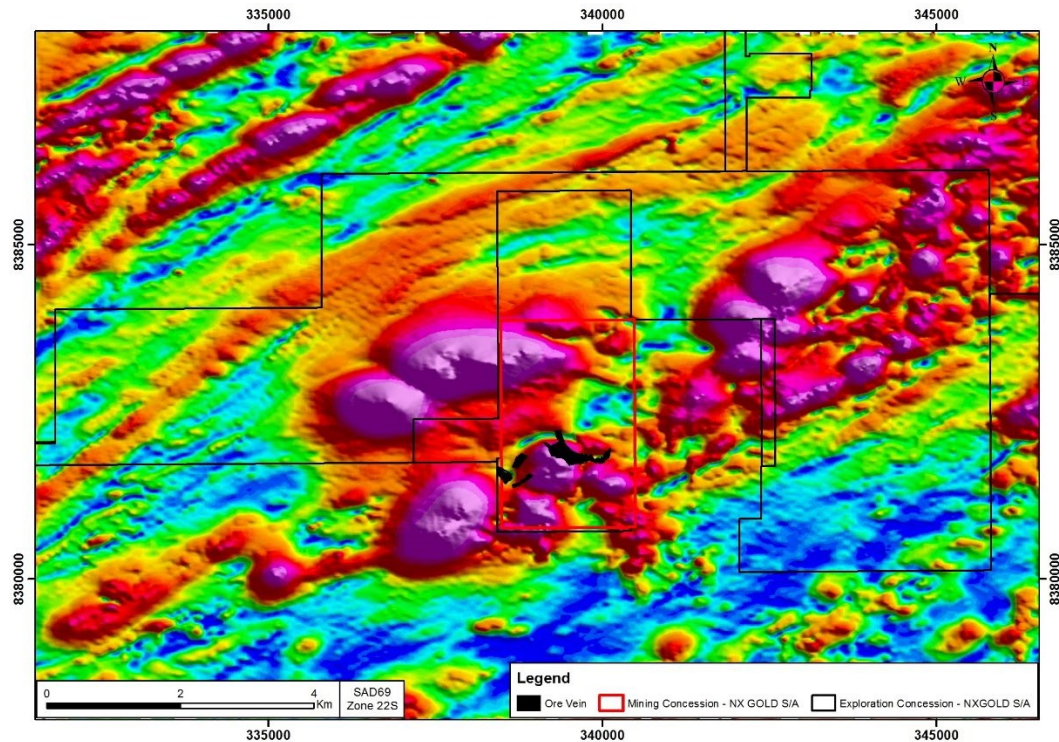 335000
340000
345000
N
W
E
S
8385000
8385000
8380000
8380000
Legend
0
2
4
Km
SAD69
Zone 22S
Ore Vein
Mining Concession - NX GOLD S/A
Exploration Concession - NXGOLD S/A
335000
340000
345000